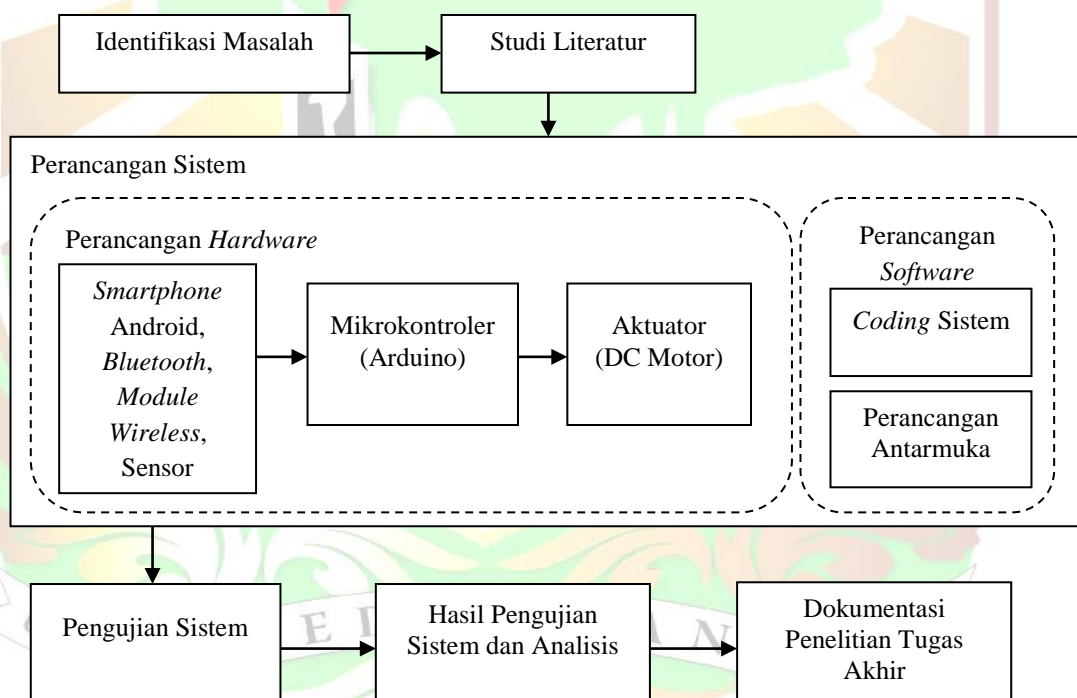 Identifikasi Masalah
Studi Literatur
Perancangan Sistem
Perancangan Hardware
Smartphone
Android,
Bluetooth,
Module
Wireless,
Sensor
Mikrokontroler
(Arduino)
Aktuator
(DC Motor)
Perancangan
Software
Coding Sistem
Perancangan
Antarmuka
Pengujian Sistem
Hasil Pengujian
Sistem dan Analisis
Dokumentasi
Penelitian Tugas
Akhir